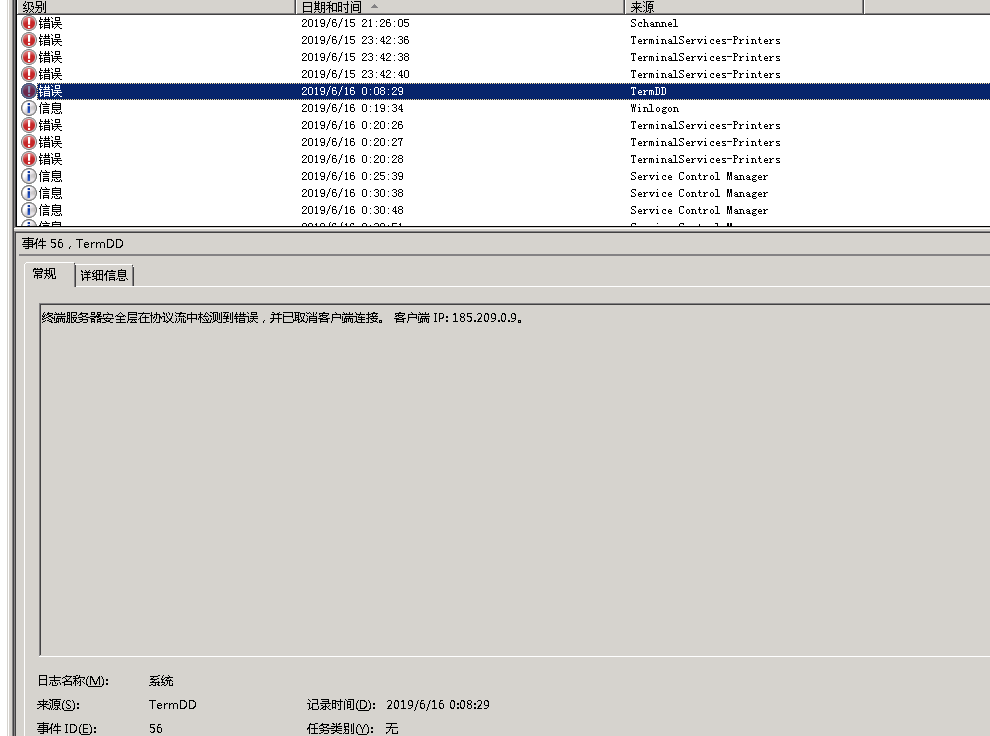 级别 日期和时间 来源
错误 2019/6/15 21:26:05 Schannel
错误 2019/6/15 23:42:36 TerminalServices-Printers
错误 2019/6/15 23:42:38 TerminalServices-Printers
错误 2019/6/15 23:42:40 TerminalServices-Printers
错误 2019/6/16 0:08:29 TermDD
信息 2019/6/16 0:19:34 Winlogon
错误 2019/6/16 0:20:26 TerminalServices-Printers
错误 2019/6/16 0:20:27 TerminalServices-Printers
错误 2019/6/16 0:20:28 TerminalServices-Printers
信息 2019/6/16 0:25:39 Service Control Manager
信息 2019/6/16 0:30:38 Service Control Manager
信息 2019/6/16 0:30:48 Service Control Manager
事件 56，TermDD
常规 详细信息
终端服务器安全层在协议流中检测到错误，并已取消客户端连接。 客户端 IP: 185.209.0.9。
日志名称(M): 系统
来源(S): TermDD 记录时间(D): 2019/6/16 0:08:29
事件 ID(E): 56 任务类别(Y): 无